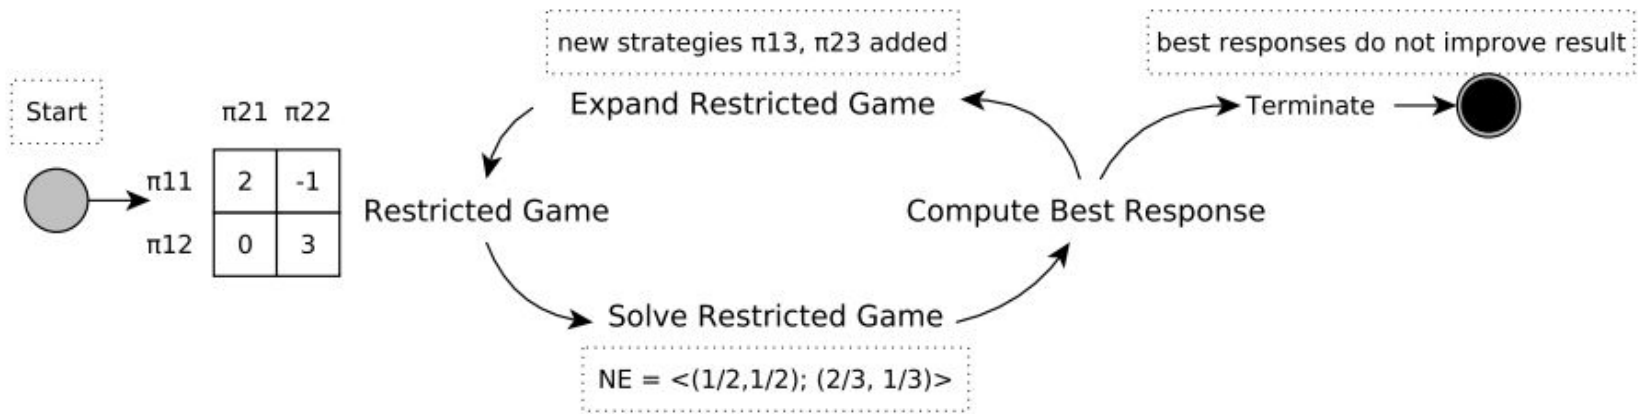 Start
π21 π22
π11 2 -1
π12 0 3
Restricted Game
new strategies π13, π23 added
Expand Restricted Game
Solve Restricted Game
NE = <(1/2,1/2); (2/3, 1/3)>
Compute Best Response
best responses do not improve result
Terminate